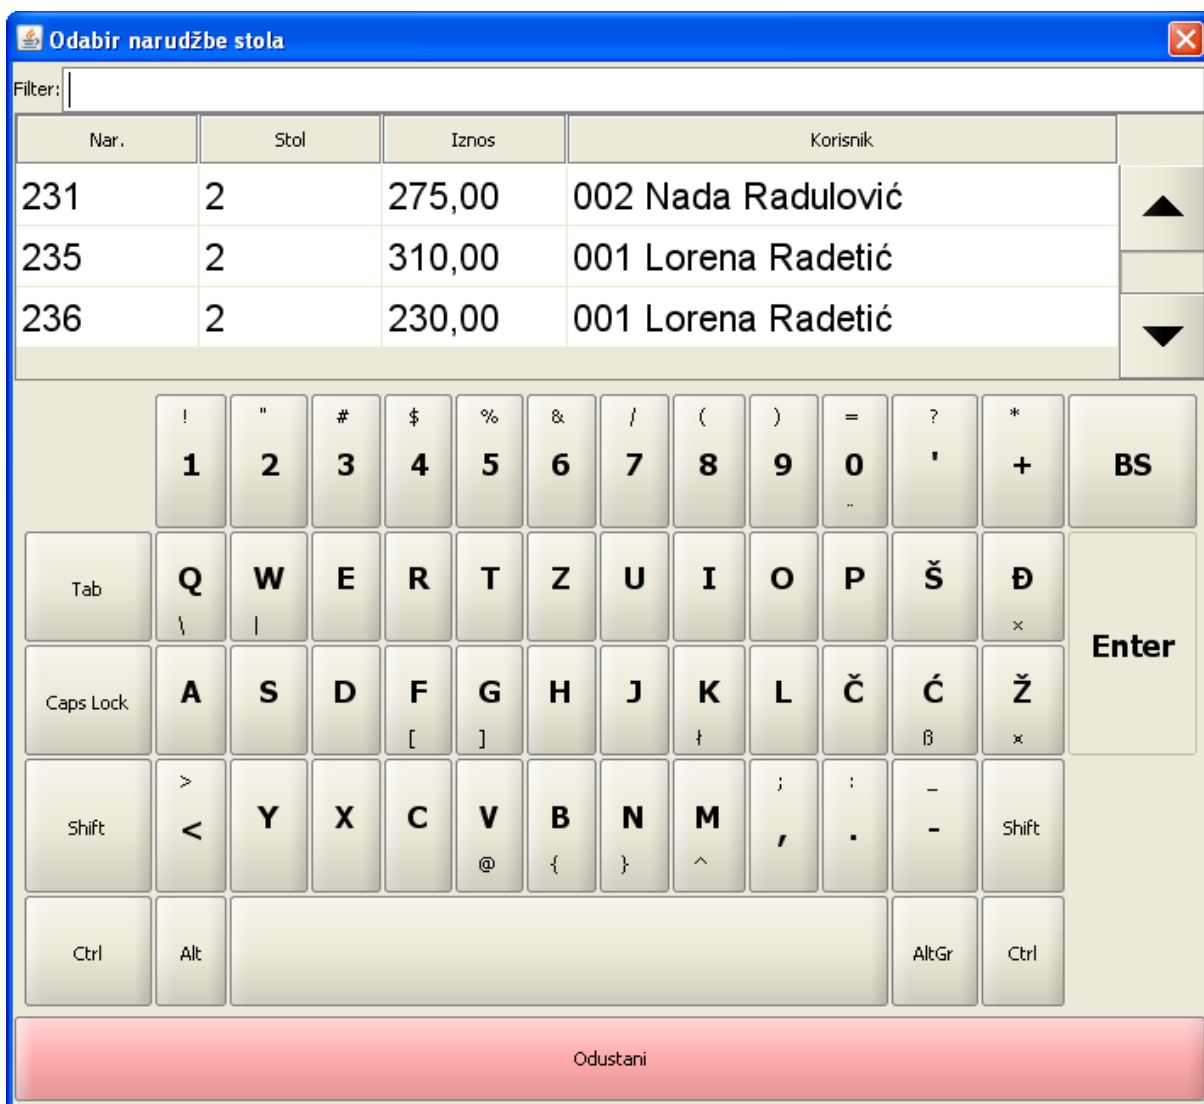 Odabir narudžbe stola
Filter:
Nar. Stol Iznos Korisnik
231 2 275,00 002 Nada Radulović
235 2 310,00 001 Lorena Radetić
236 2 230,00 001 Lorena Radetić
! " # $ % & / ( ) = ? *
1 2 3 4 5 6 7 8 9 0 ' + BS
¨
Tab Q W E R T Z U I O P Š Đ
\ | ×
Enter
Caps Lock A S D F G H J K L Č Ć Ž
[ ] ł ß ¤
> ; : _
Shift < Y X C V B N M , . - Shift
@ { } ^
Ctrl Alt AltGr Ctrl
Odustani